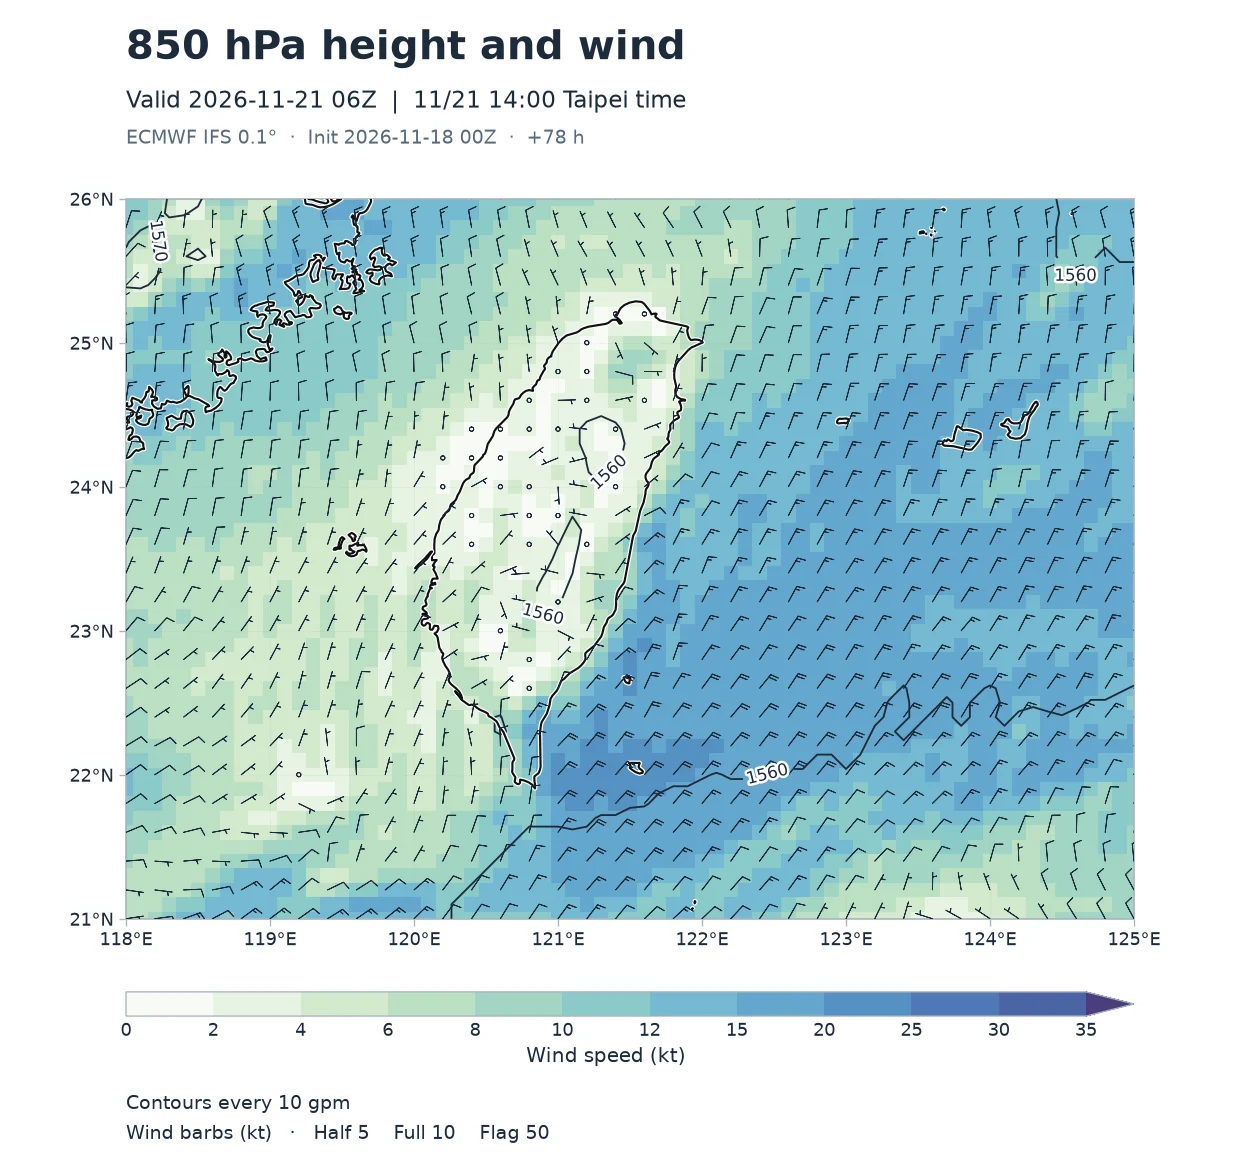 850 hPa height and wind
Valid 2026-11-21 06Z | 11/21 14:00 Taipei time
ECMWF IFS 0.1° · Init 2026-11-18 00Z · +78 h
26°N
1570
1560
25°N
1560
24°N
1560
23°N
22°N
1560
21°N
118°E 119°E 120°E 121°E 122°E 123°E 124°E 125°E
0 2 4 6 8 10 12 15 20 25 30 35
Wind speed (kt)
Contours every 10 gpm
Wind barbs (kt) · Half 5 Full 10 Flag 50